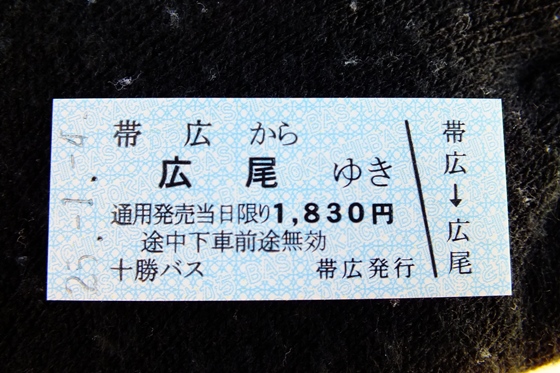 帯広から
広尾ゆき
通用発売当日限り1,830円
途中下車前途無効
十勝バス 帯広発行
帯広→広尾
25.-1.-4.